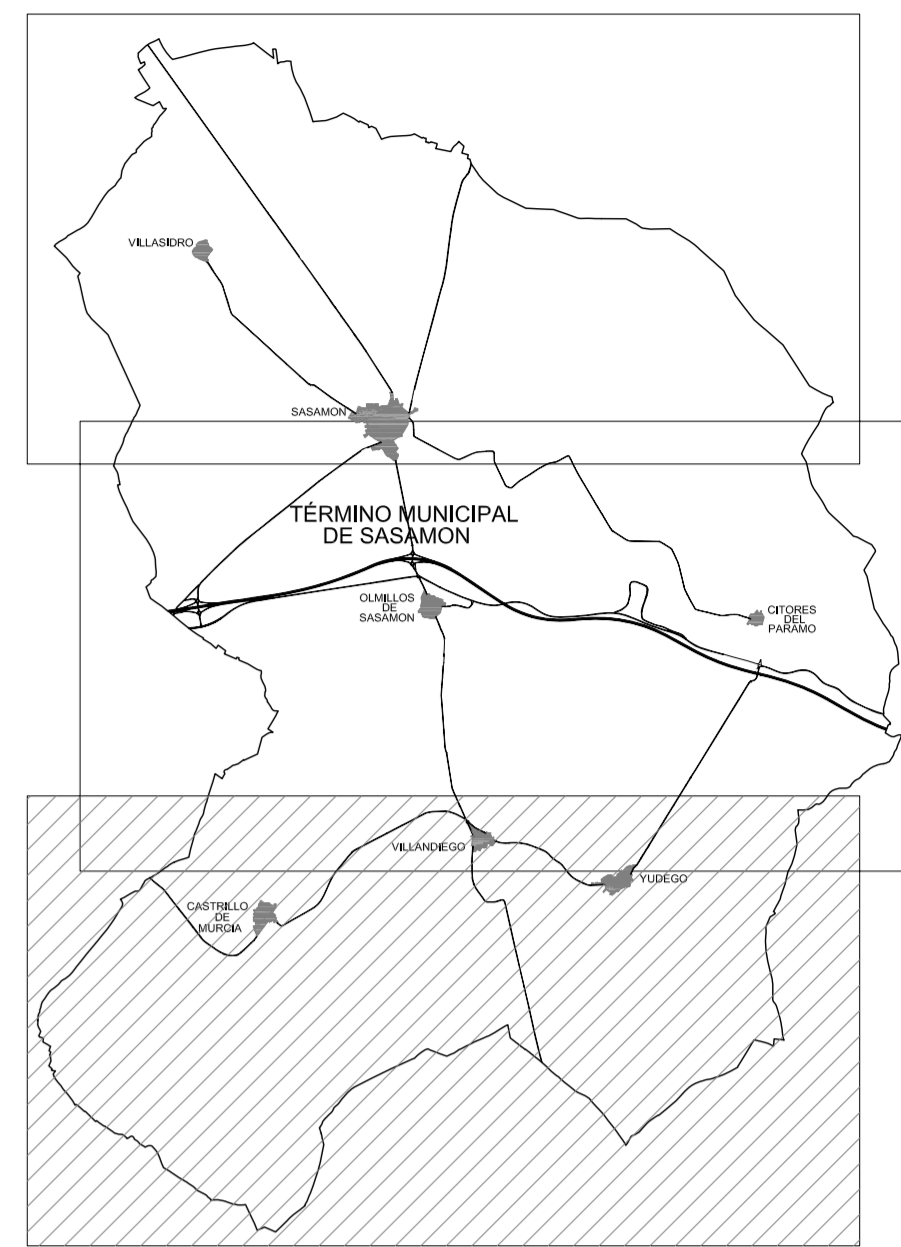 VILLASIDRO
SASAMON
TÉRMINO MUNICIPAL
DE SASAMON
OLMILLOS
DE
SASAMON
CITORES
DEL
PARAMO
VILLANDIEGO
YUDEGO
CASTRILLO
DE
MURCIA